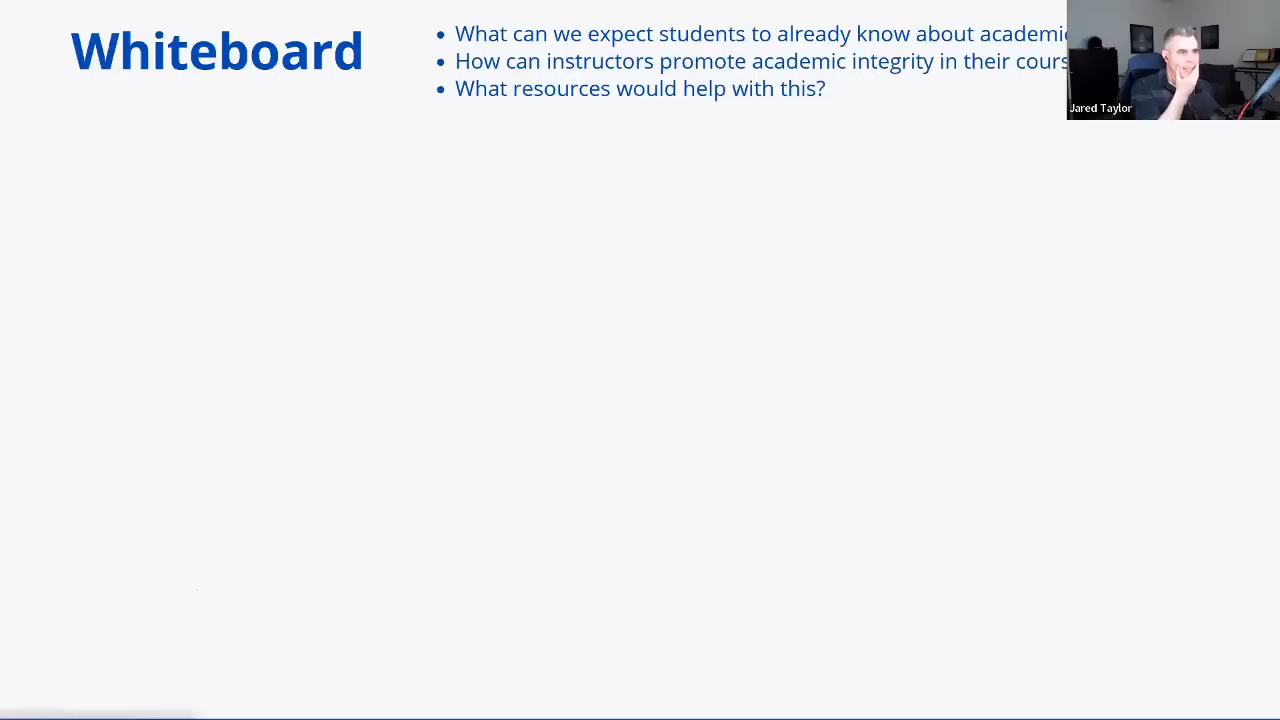 Whiteboard
• What can we expect students to already know about academic
• How can instructors promote academic integrity in their
• What resources would help with this?
Jared Taylor